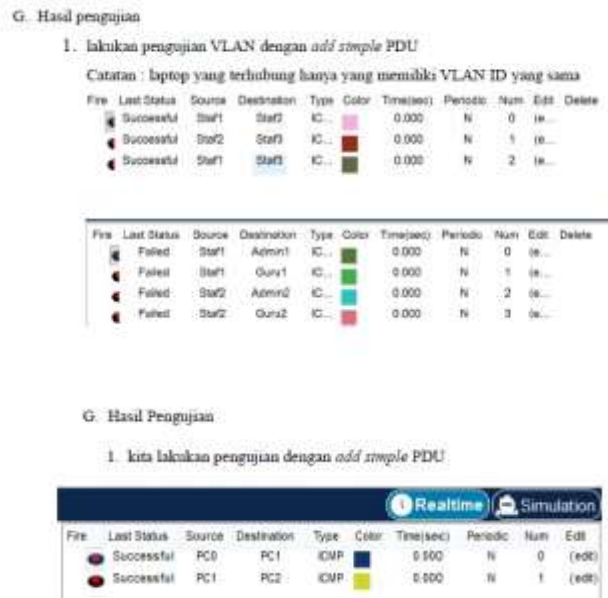 G. Hasil pengujian
1. lakukan pengujian VLAN dengan add simple PDU
Catatan : laptop yang terhubung hanya yang memiliki VLAN ID yang sama
Fire Last Status Source Destination Type Color Time(sec) Periodic Num Edit Delete
Successful Staf1 Staf2 IC... 0.000 N 0 (e...
Successful Staf2 Staf3 IC... 0.000 N 1 (e...
Successful Staf1 Staf3 IC... 0.000 N 2 (e...
Fire Last Status Source Destination Type Color Time(sec) Periodic Num Edit Delete
Failed Staf1 Admin1 IC... 0.000 N 0 (e...
Failed Staf1 Guru1 IC... 0.000 N 1 (e...
Failed Staf2 Admin2 IC... 0.000 N 2 (e...
Failed Staf2 Guru2 IC... 0.000 N 3 (e...
G. Hasil Pengujian
1. kita lakukan pengujian dengan add simple PDU
Realtime Simulation
Fire Last Status Source Destination Type Color Time(sec) Periodic Num Edit
Successful PC0 PC1 ICMP 0.000 N 0 (edit)
Successful PC1 PC2 ICMP 0.000 N 1 (edit)